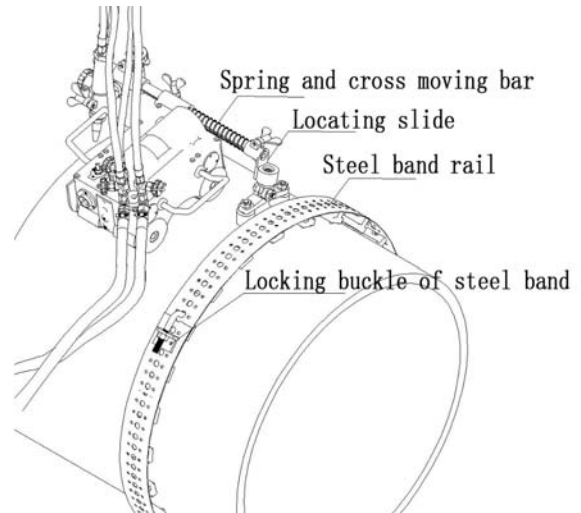 Spring and cross moving bar
Locating slide
Steel band rail
Locking buckle of steel band